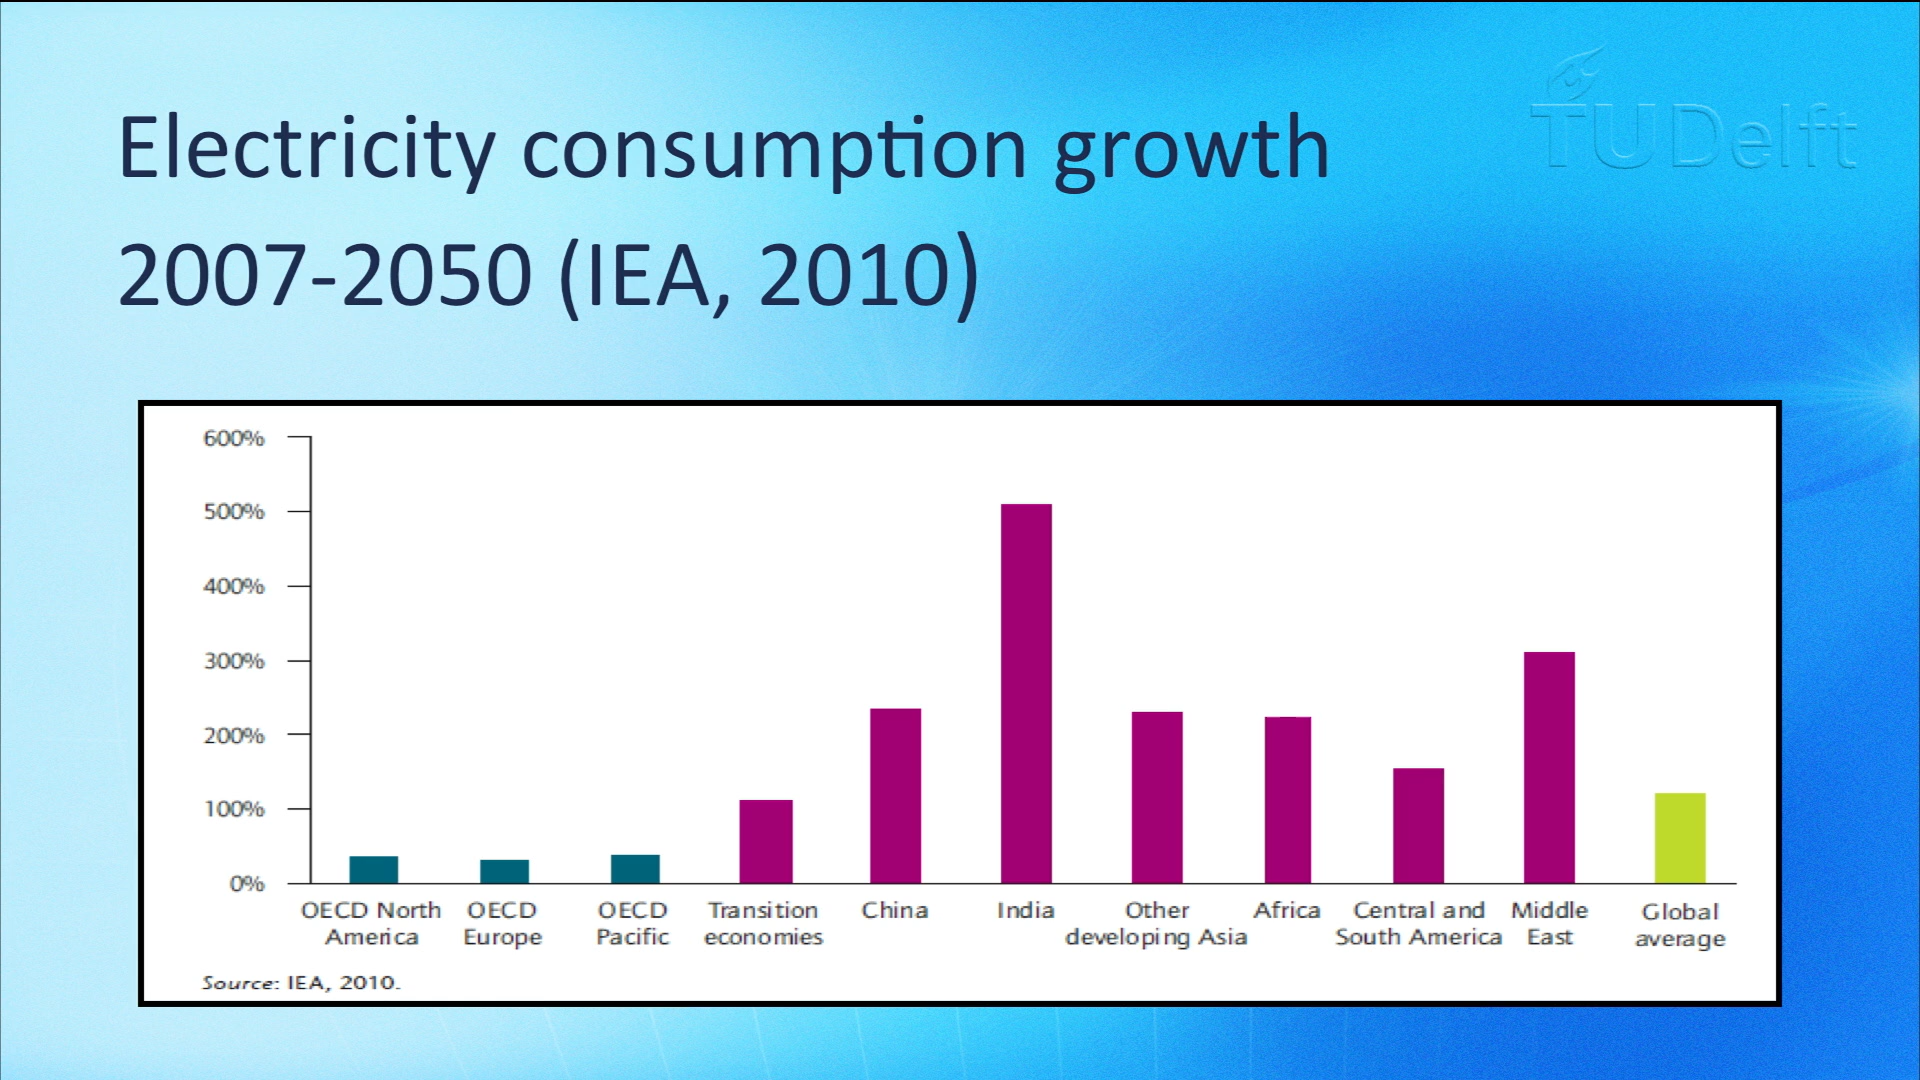 TUDelft
Electricity consumption growth
2007-2050 (IEA, 2010)
600%
500%
400%
300%
200%
100%
0%
OECD North
America
OECD
Europe
OECD
Pacific
Transition
economies
China
India
Other
developing Asia
Africa
Central and
South America
Middle
East
Global
average
Source: IEA, 2010.